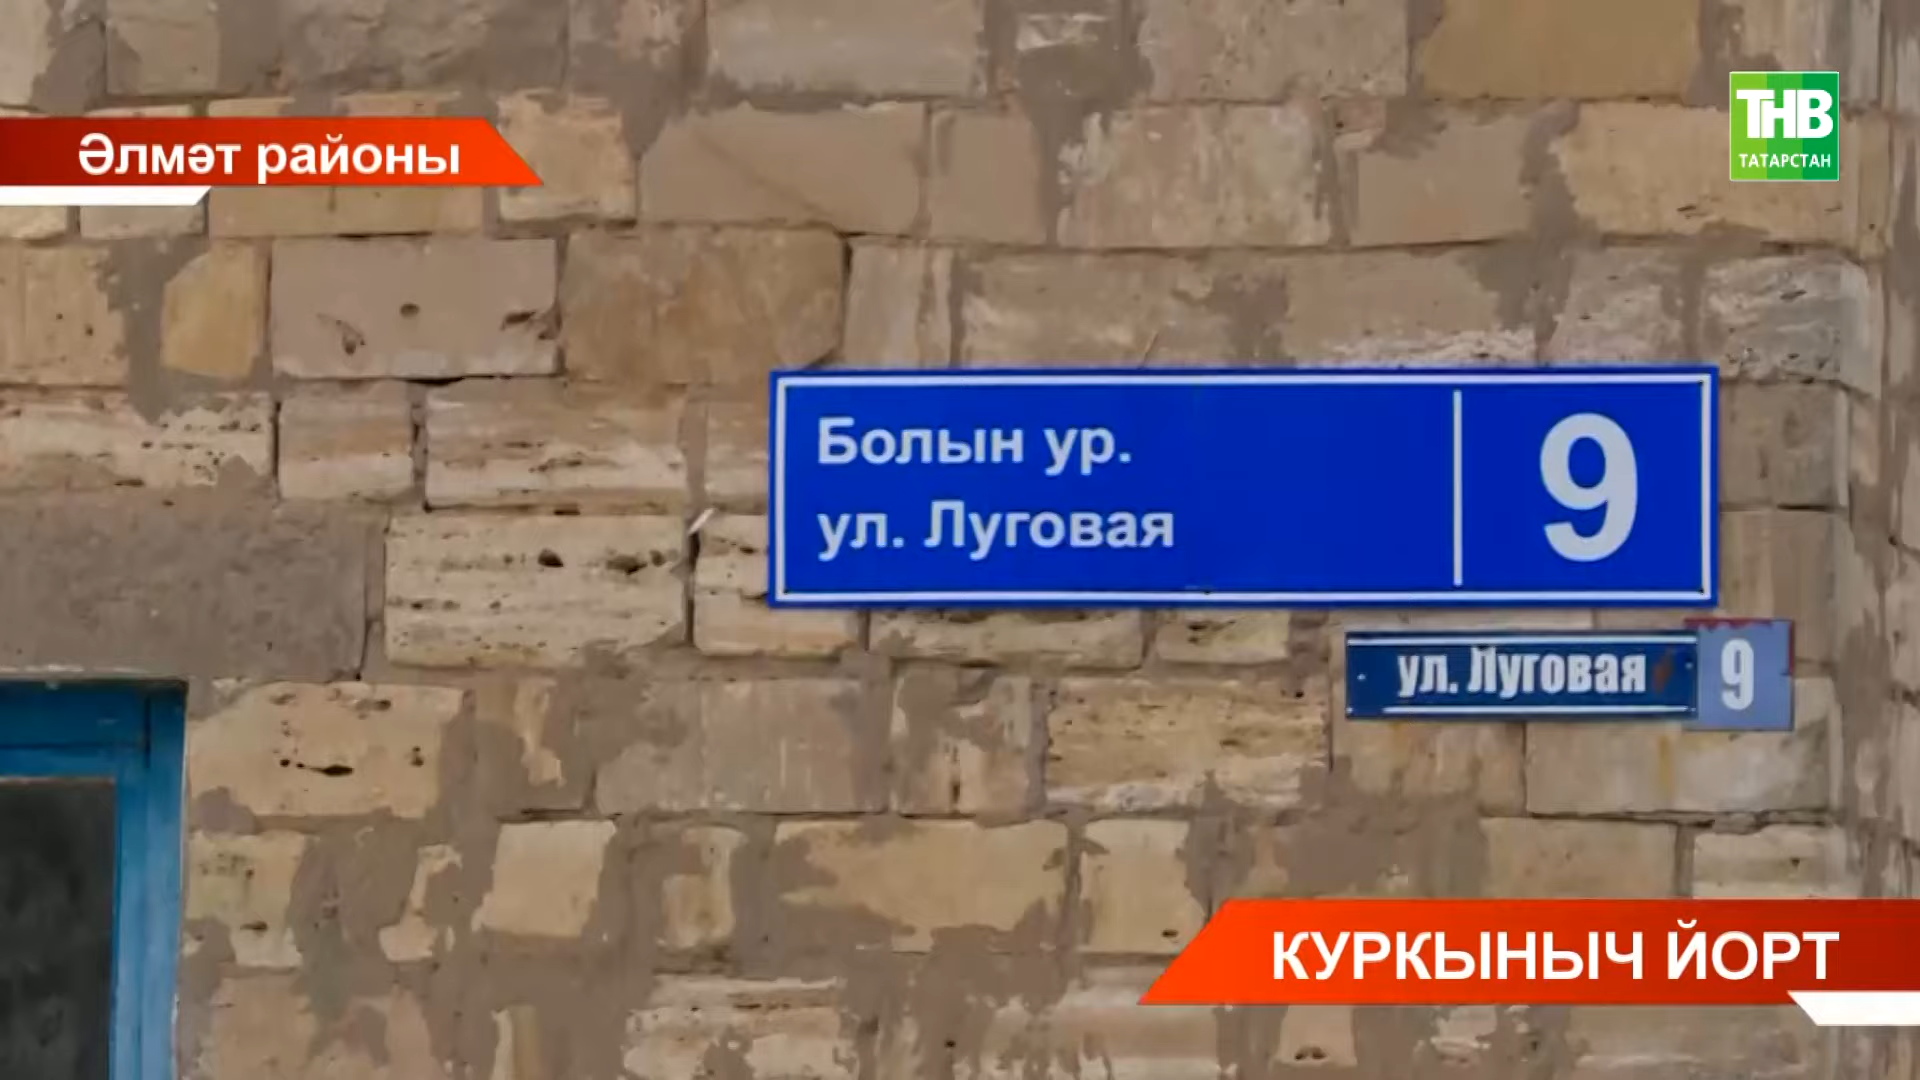 Әлмәт районы
ТНВ
ТАТАРСТАН
Болын ур.
ул. Луговая
9
ул. Луговая
9
КУРКЫНЫЧ ЙОРТ